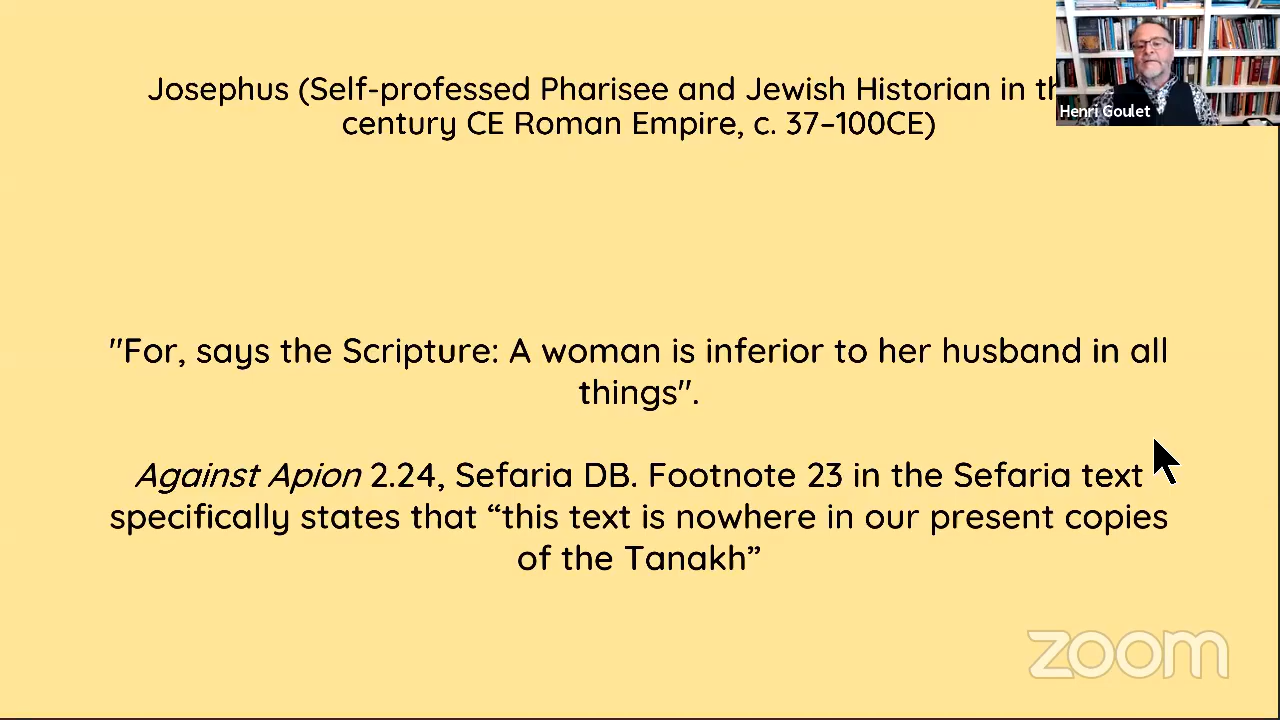 Josephus (Self-professed Pharisee and Jewish Historian in
century CE Roman Empire, c. 37–100CE)
Henri Goulet
"For, says the Scripture: A woman is inferior to her husband in all
things".
Against Apion 2.24, Sefaria DB. Footnote 23 in the Sefaria text
specifically states that “this text is nowhere in our present copies
of the Tanakh”
zoom